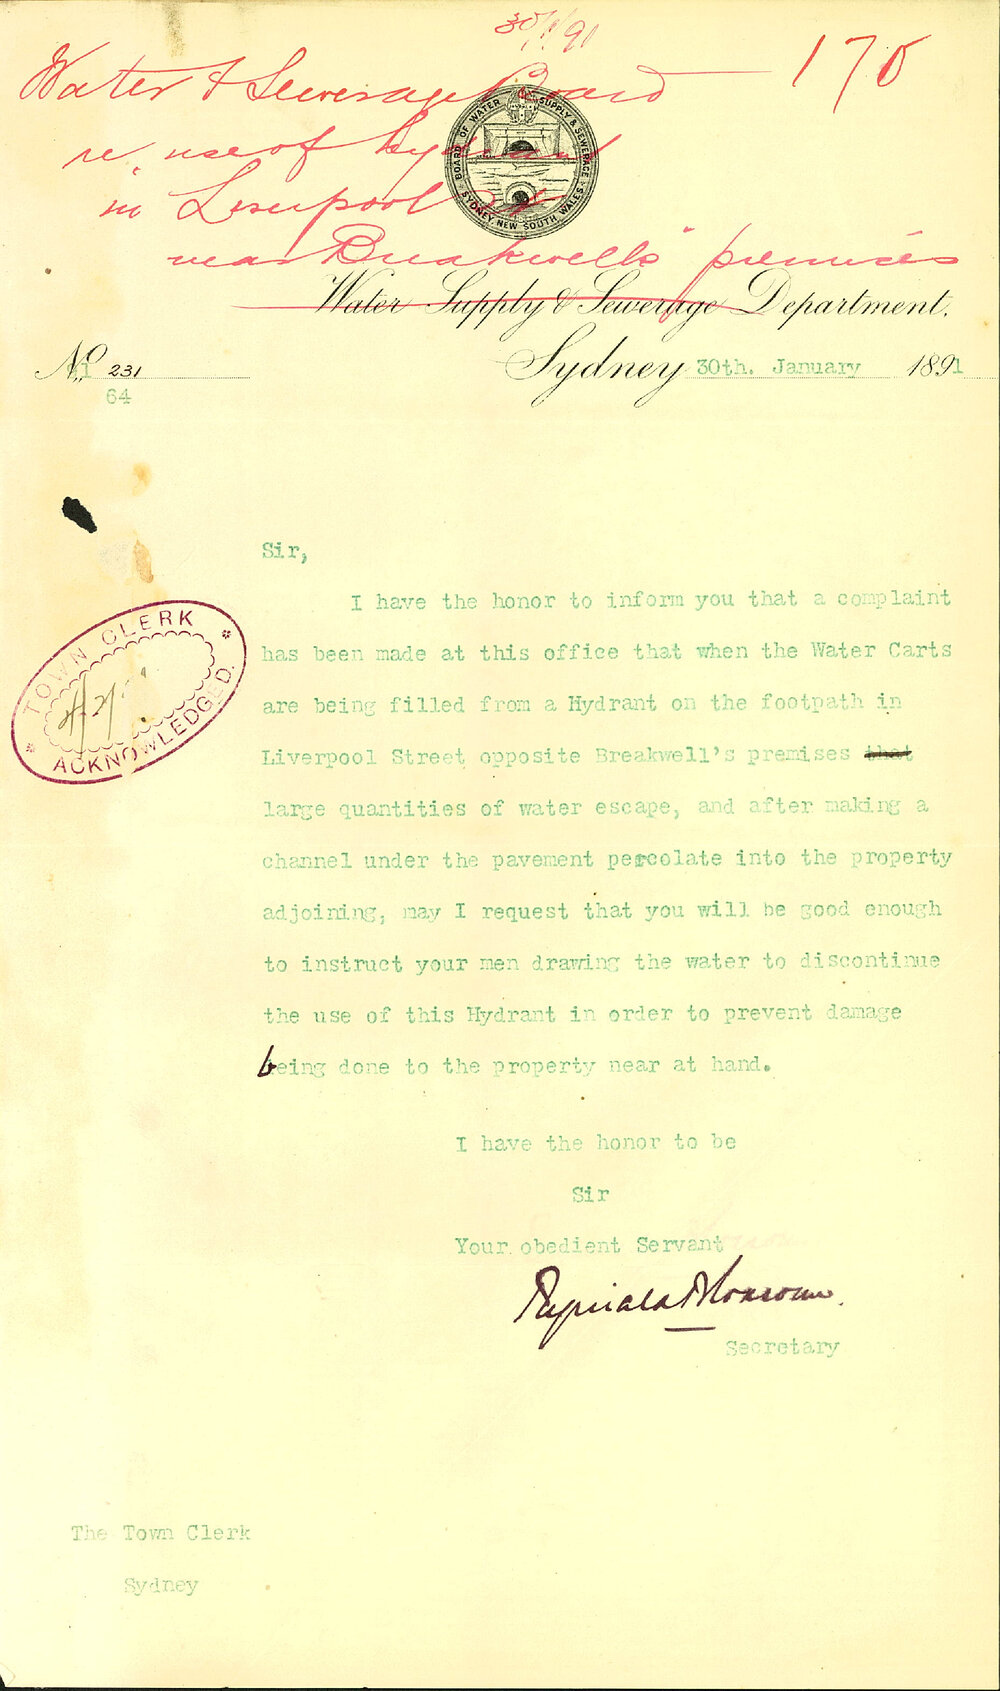 30/1/91
Water & Sewerage Board 170
re use of hydrant
in Liverpool St
near Breakwell's premises
BOARD OF WATER SUPPLY & SEWERAGE
SYDNEY, NEW SOUTH WALES
Water Supply & Sewerage Department.
No 231
64
Sydney 30th. January 1891
Sir,
I have the honor to inform you that a complaint
has been made at this office that when the Water Carts
are being filled from a Hydrant on the footpath in
Liverpool Street opposite Breakwell's premises that
large quantities of water escape, and after making a
channel under the pavement percolate into the property
adjoining, may I request that you will be good enough
to instruct your men drawing the water to discontinue
the use of this Hydrant in order to prevent damage
being done to the property near at hand.
TOWN CLERK
ACKNOWLEDGED.
I have the honor to be
Sir
Your obedient Servant
Secretary
The Town Clerk
Sydney